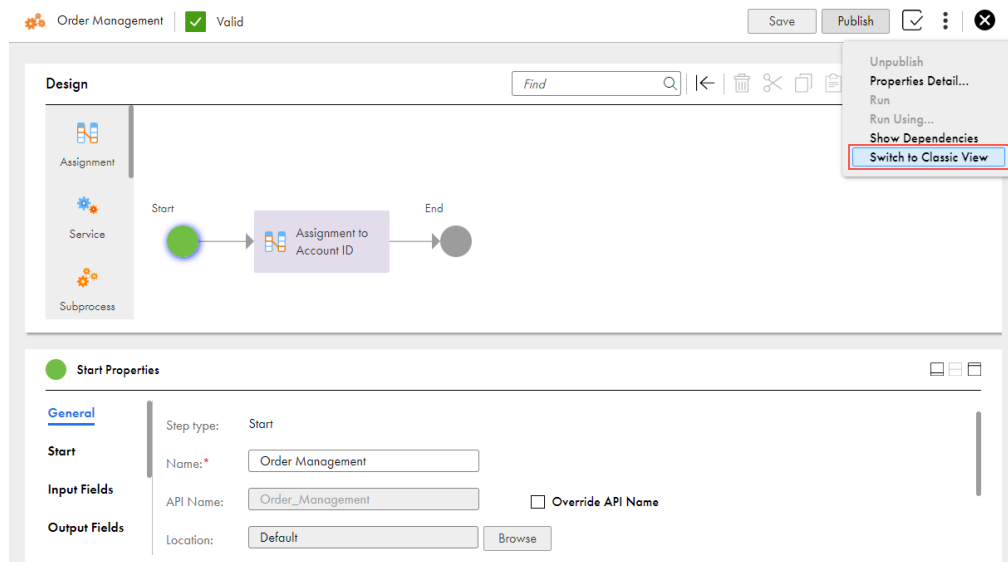 Order Management
Valid
Save
Publish
Unpublish
Properties Detail...
Run
Run Using...
Show Dependencies
Switch to Classic View
Design
Find
Assignment
Service
Subprocess
Start
Assignment to
Account ID
End
Start Properties
General
Start
Input Fields
Output Fields
Step type: Start
Name:* Order Management
API Name: Order_Management Override API Name
Location: Default Browse